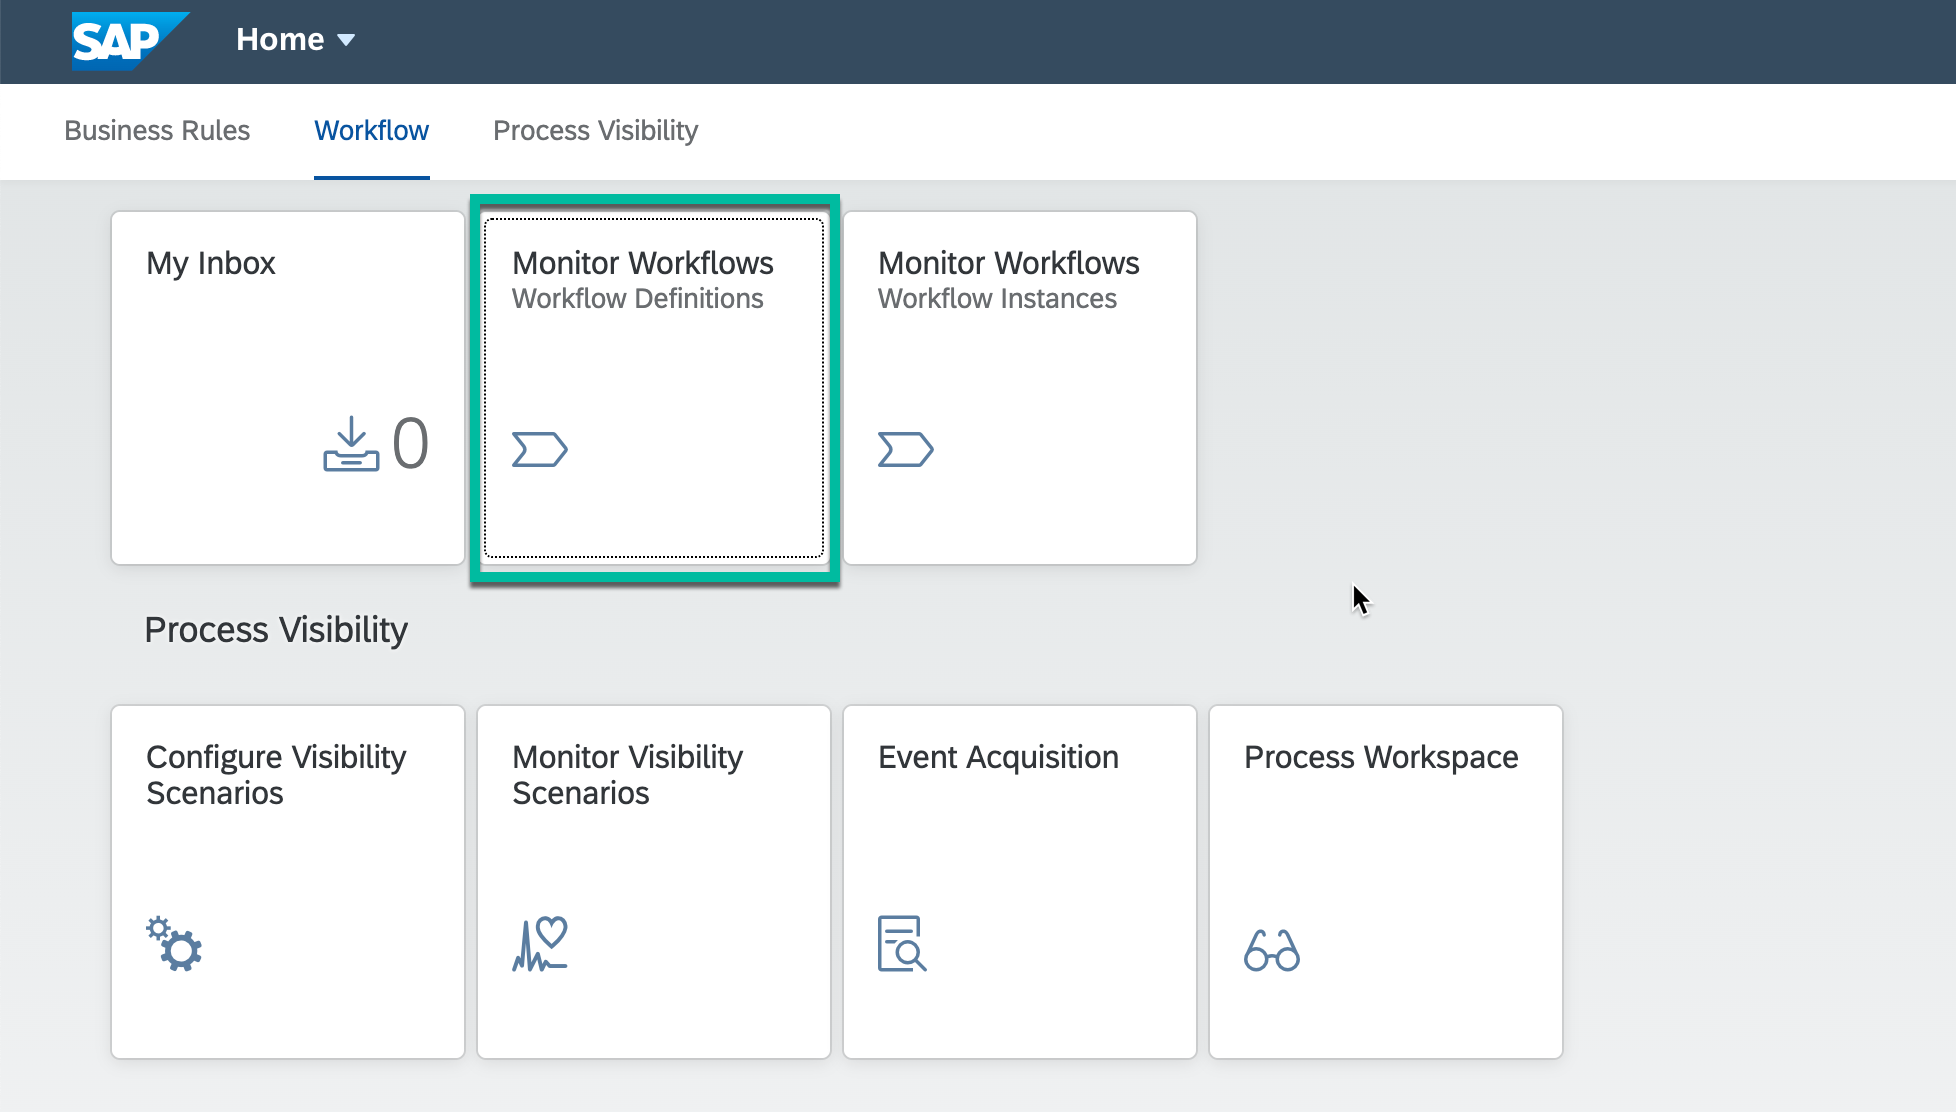 SAP
Home
Business Rules
Workflow
Process Visibility
My Inbox
0
Monitor Workflows
Workflow Definitions
Monitor Workflows
Workflow Instances
Process Visibility
Configure Visibility
Scenarios
Monitor Visibility
Scenarios
Event Acquisition
Process Workspace